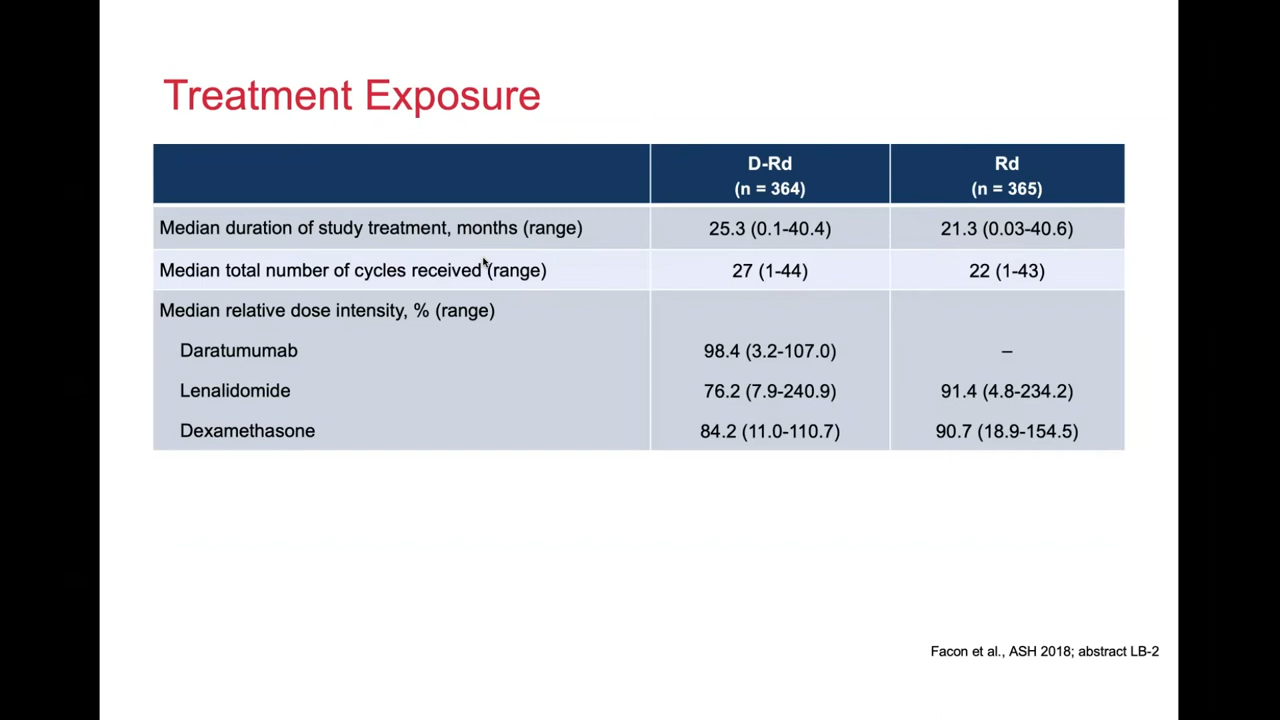 Treatment Exposure
D-Rd Rd
(n = 364) (n = 365)
Median duration of study treatment, months (range) 25.3 (0.1-40.4) 21.3 (0.03-40.6)
Median total number of cycles received (range) 27 (1-44) 22 (1-43)
Median relative dose intensity, % (range)
Daratumumab 98.4 (3.2-107.0) –
Lenalidomide 76.2 (7.9-240.9) 91.4 (4.8-234.2)
Dexamethasone 84.2 (11.0-110.7) 90.7 (18.9-154.5)
Facon et al., ASH 2018; abstract LB-2